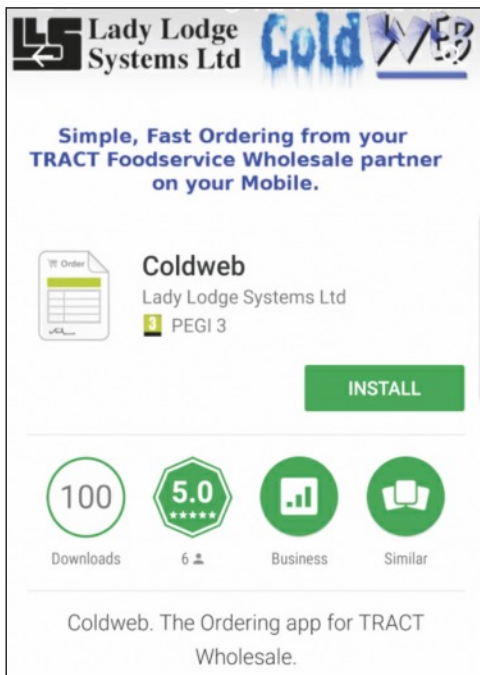 LLS Lady Lodge
Systems Ltd
Cold WEB
Simple, Fast Ordering from your
TRACT Foodservice Wholesale partner
on your Mobile.
Order
Coldweb
Lady Lodge Systems Ltd
3 PEGI 3
INSTALL
100
5.0
Downloads
6
Business
Similar
Coldweb. The Ordering app for TRACT
Wholesale.